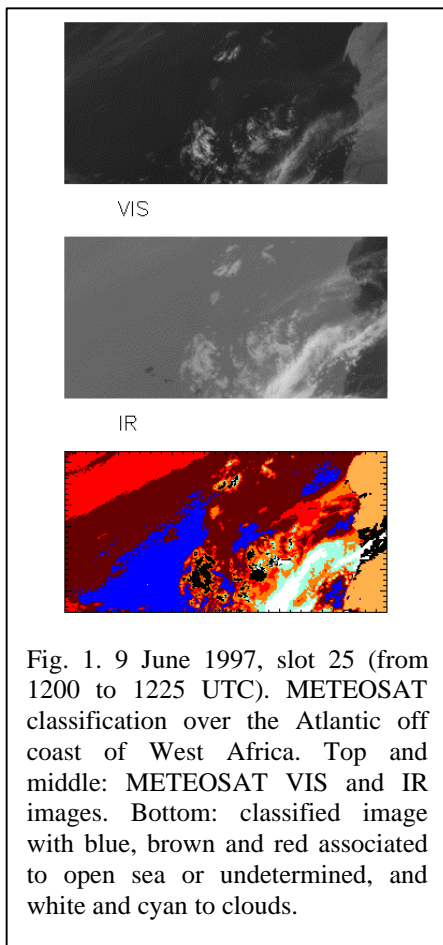 VIS
IR
Fig. 1. 9 June 1997, slot 25 (from
1200 to 1225 UTC). METEOSAT
classification over the Atlantic off
coast of West Africa. Top and
middle: METEOSAT VIS and IR
images. Bottom: classified image
with blue, brown and red associated
to open sea or undetermined, and
white and cyan to clouds.